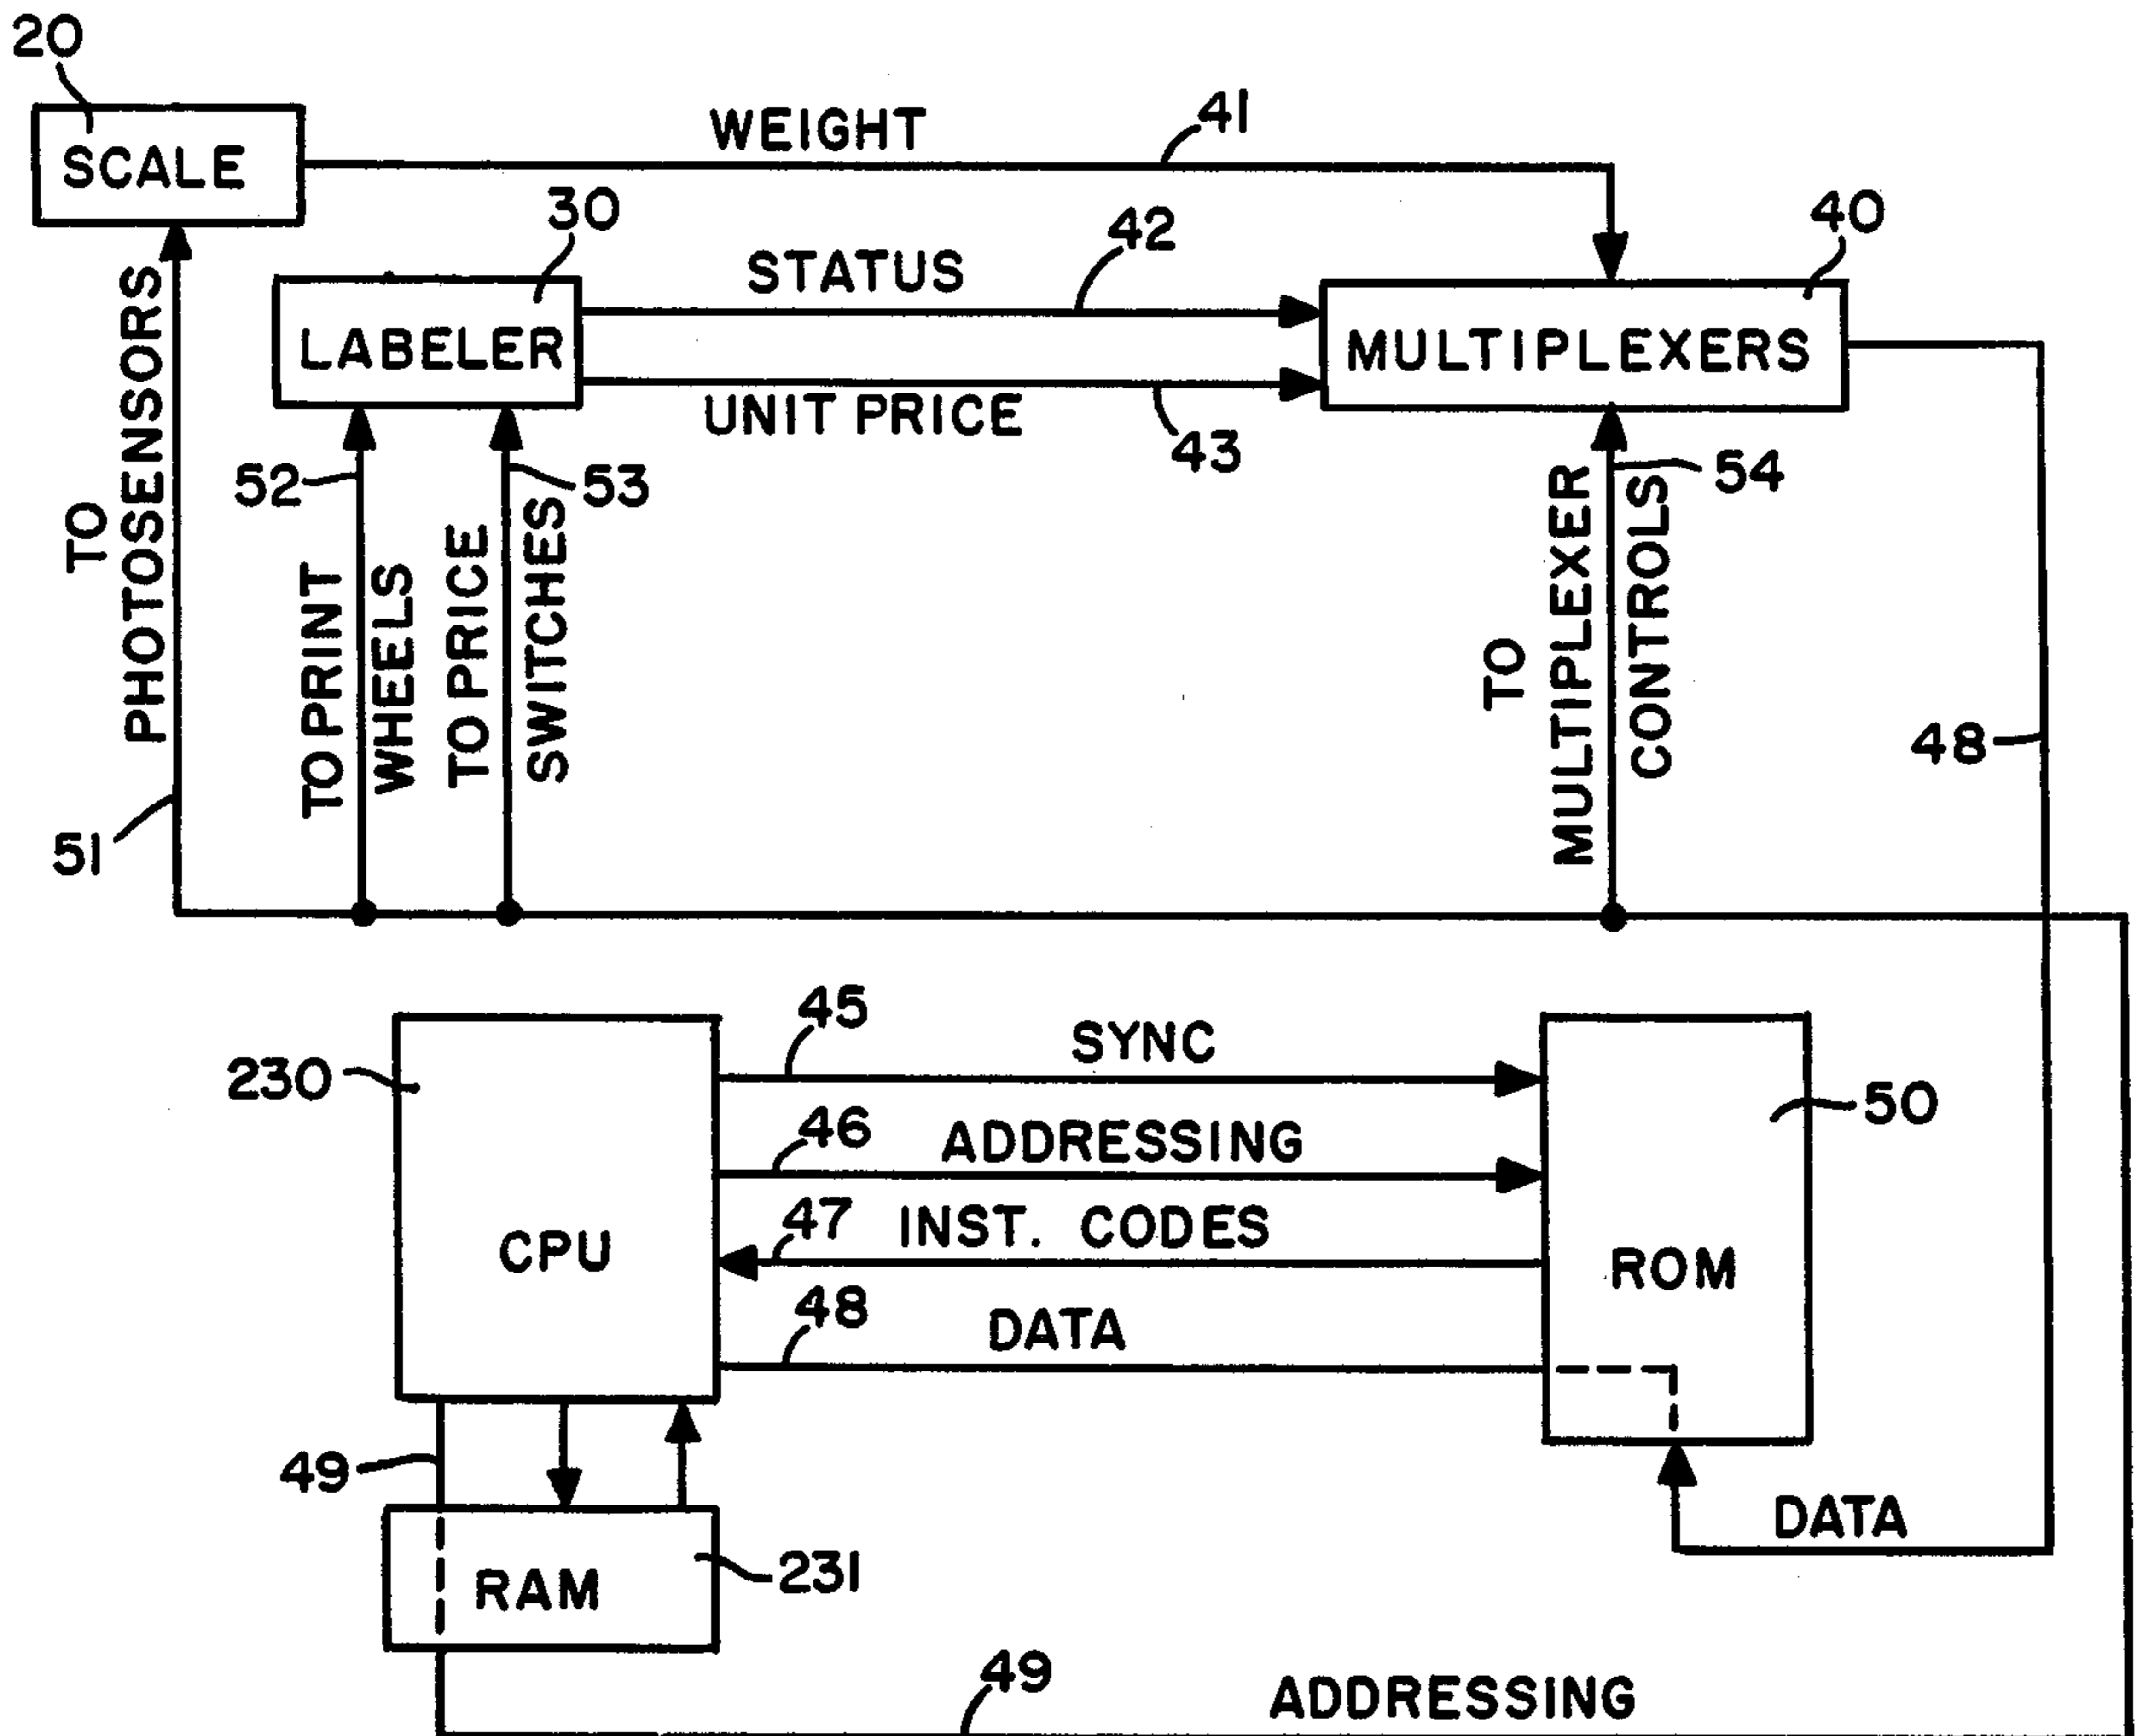 20
SCALE
WEIGHT
41
30
LABELER
STATUS
42
UNIT PRICE
43
40
MULTIPLEXERS
TO
PHOTOSENSORS
51
52
TO PRINT
WHEELS
53
TO PRICE
SWITCHES
54
TO
MULTIPLEXER
CONTROLS
48
230
CPU
45
SYNC
46
ADDRESSING
47
INST. CODES
48
DATA
50
ROM
49
RAM
231
DATA
49
ADDRESSING